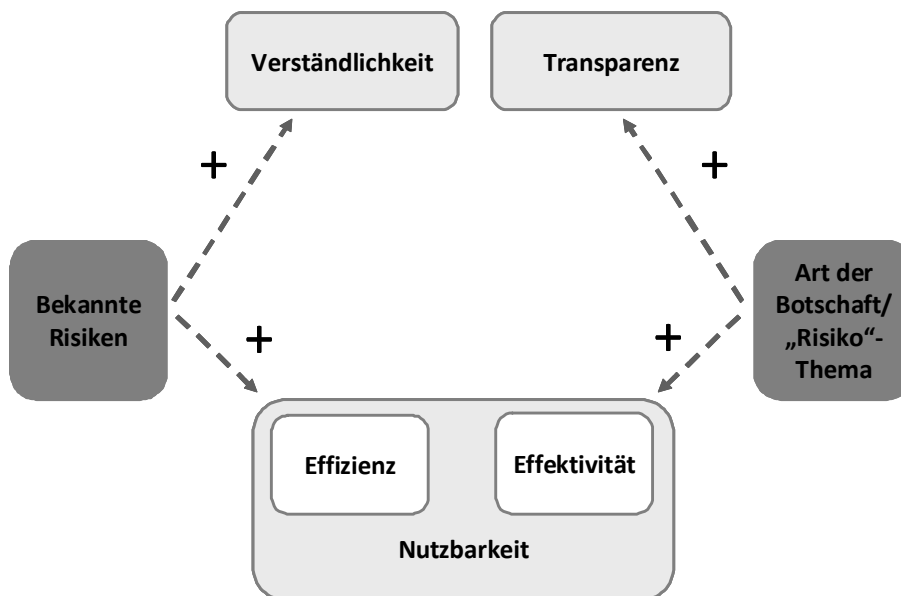 Verständlichkeit
Transparenz
+
+
Bekannte
Risiken
Art der
Botschaft/
„Risiko“-
Thema
+
+
Effizienz
Effektivität
Nutzbarkeit